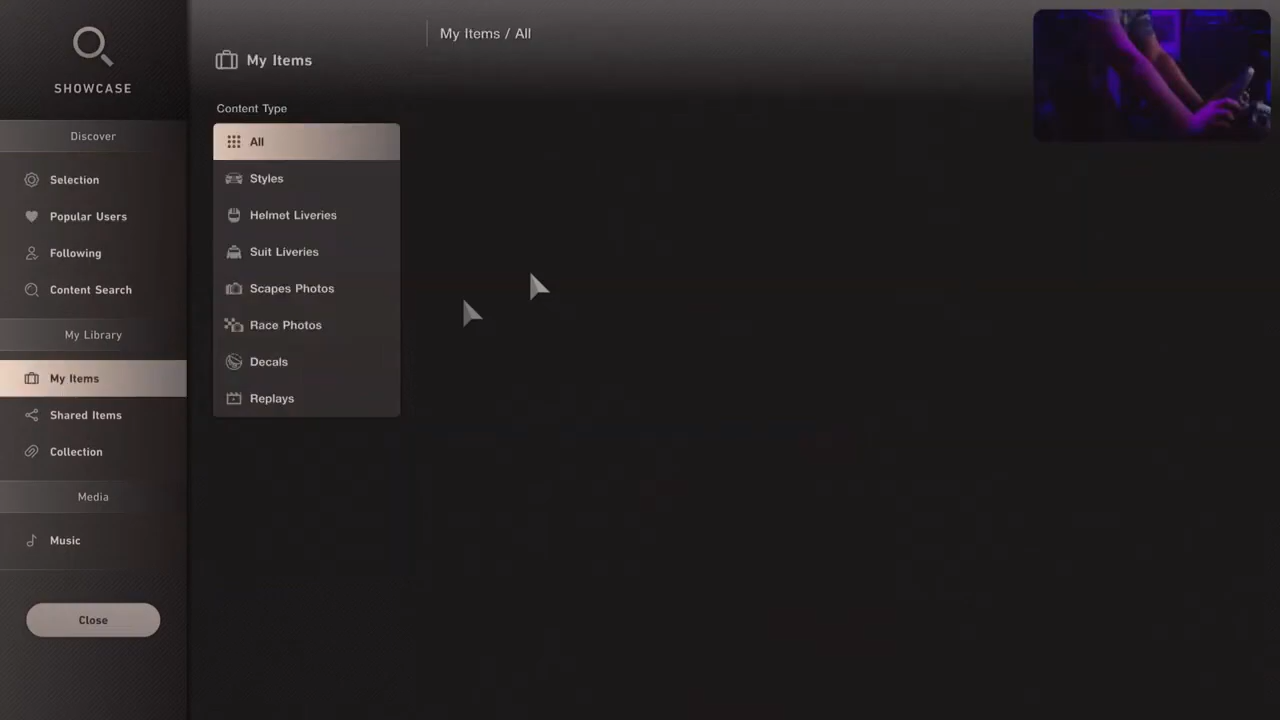 SHOWCASE
Discover
Selection
Popular Users
Following
Content Search
My Library
My Items
Shared Items
Collection
Media
Music
Close
My Items
Content Type
All
Styles
Helmet Liveries
Suit Liveries
Scapes Photos
Race Photos
Decals
Replays
My Items / All